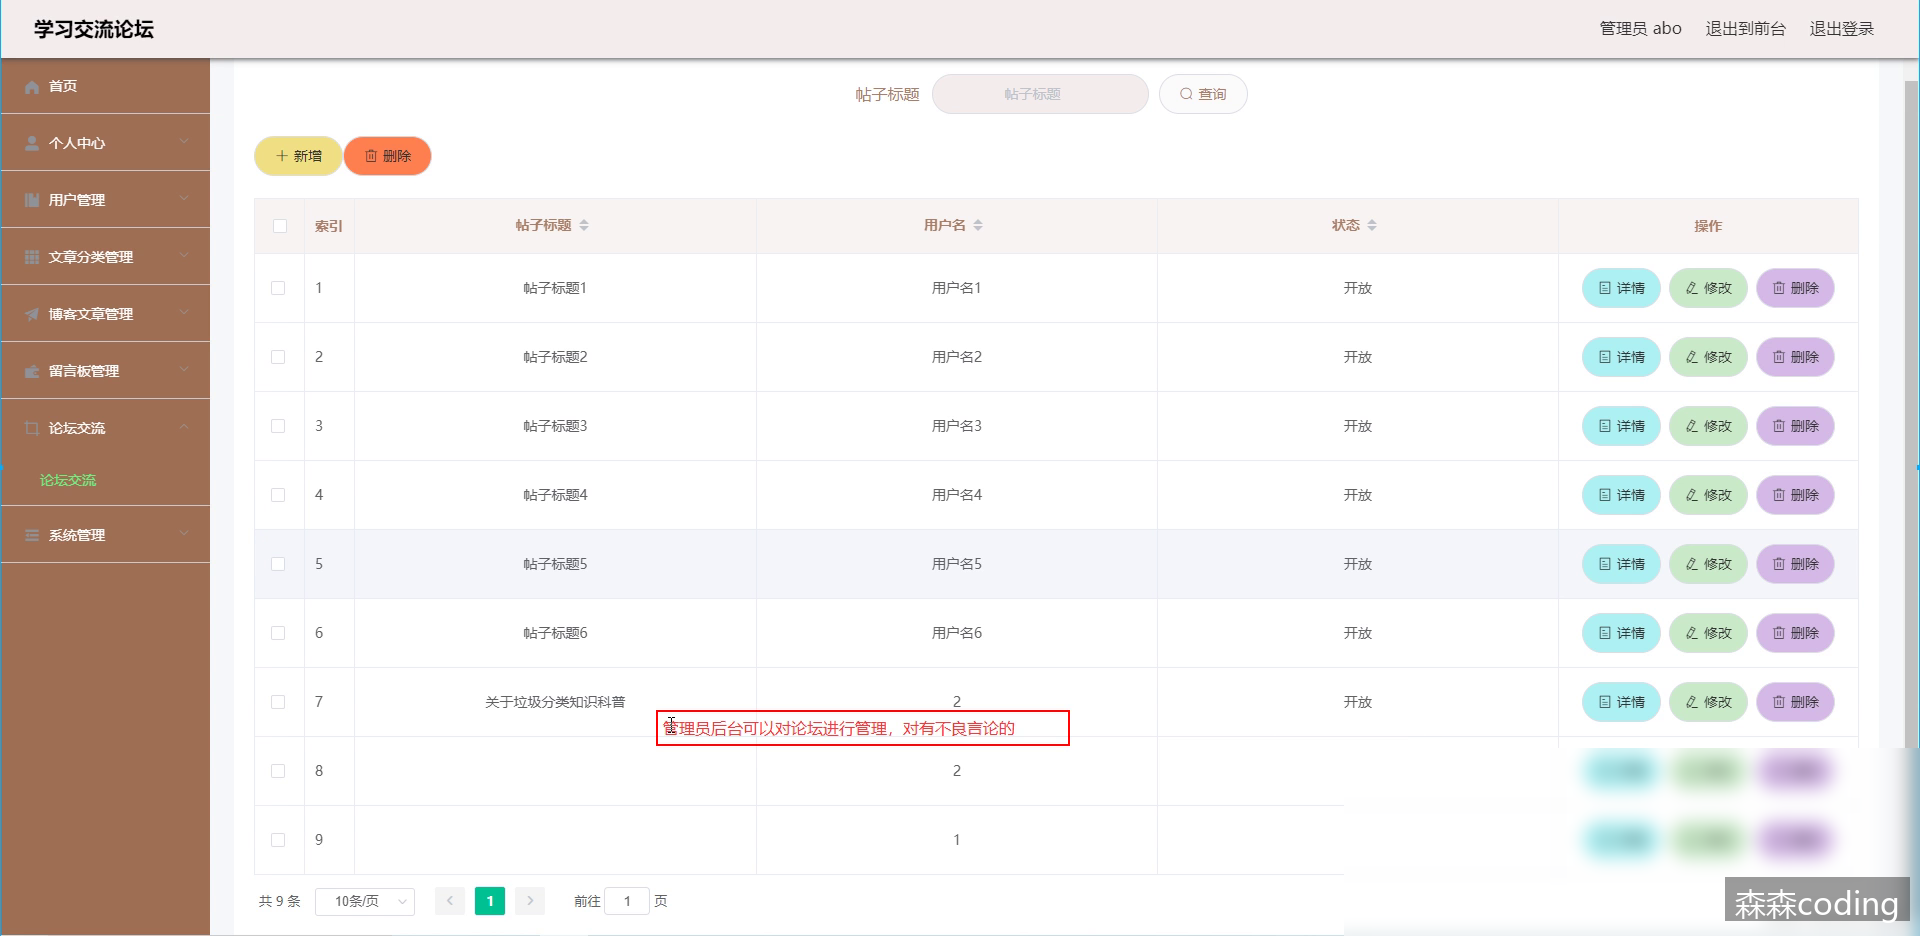 学习交流论坛
管理员 abo 退出到前台 退出登录
首页
个人中心
用户管理
文章分类管理
博客文章管理
留言板管理
论坛交流
论坛交流
系统管理
帖子标题 帖子标题 查询
新增 删除
索引 帖子标题 用户名 状态 操作
1 帖子标题1 用户名1 开放 详情 修改 删除
2 帖子标题2 用户名2 开放 详情 修改 删除
3 帖子标题3 用户名3 开放 详情 修改 删除
4 帖子标题4 用户名4 开放 详情 修改 删除
5 帖子标题5 用户名5 开放 详情 修改 删除
6 帖子标题6 用户名6 开放 详情 修改 删除
7 关于垃圾分类知识科普 2 开放 详情 修改 删除
管理员后台可以对论坛进行管理，对有不良言论的
8 2
9 1
共 9 条 10条/页 1 前往 1 页
森森coding